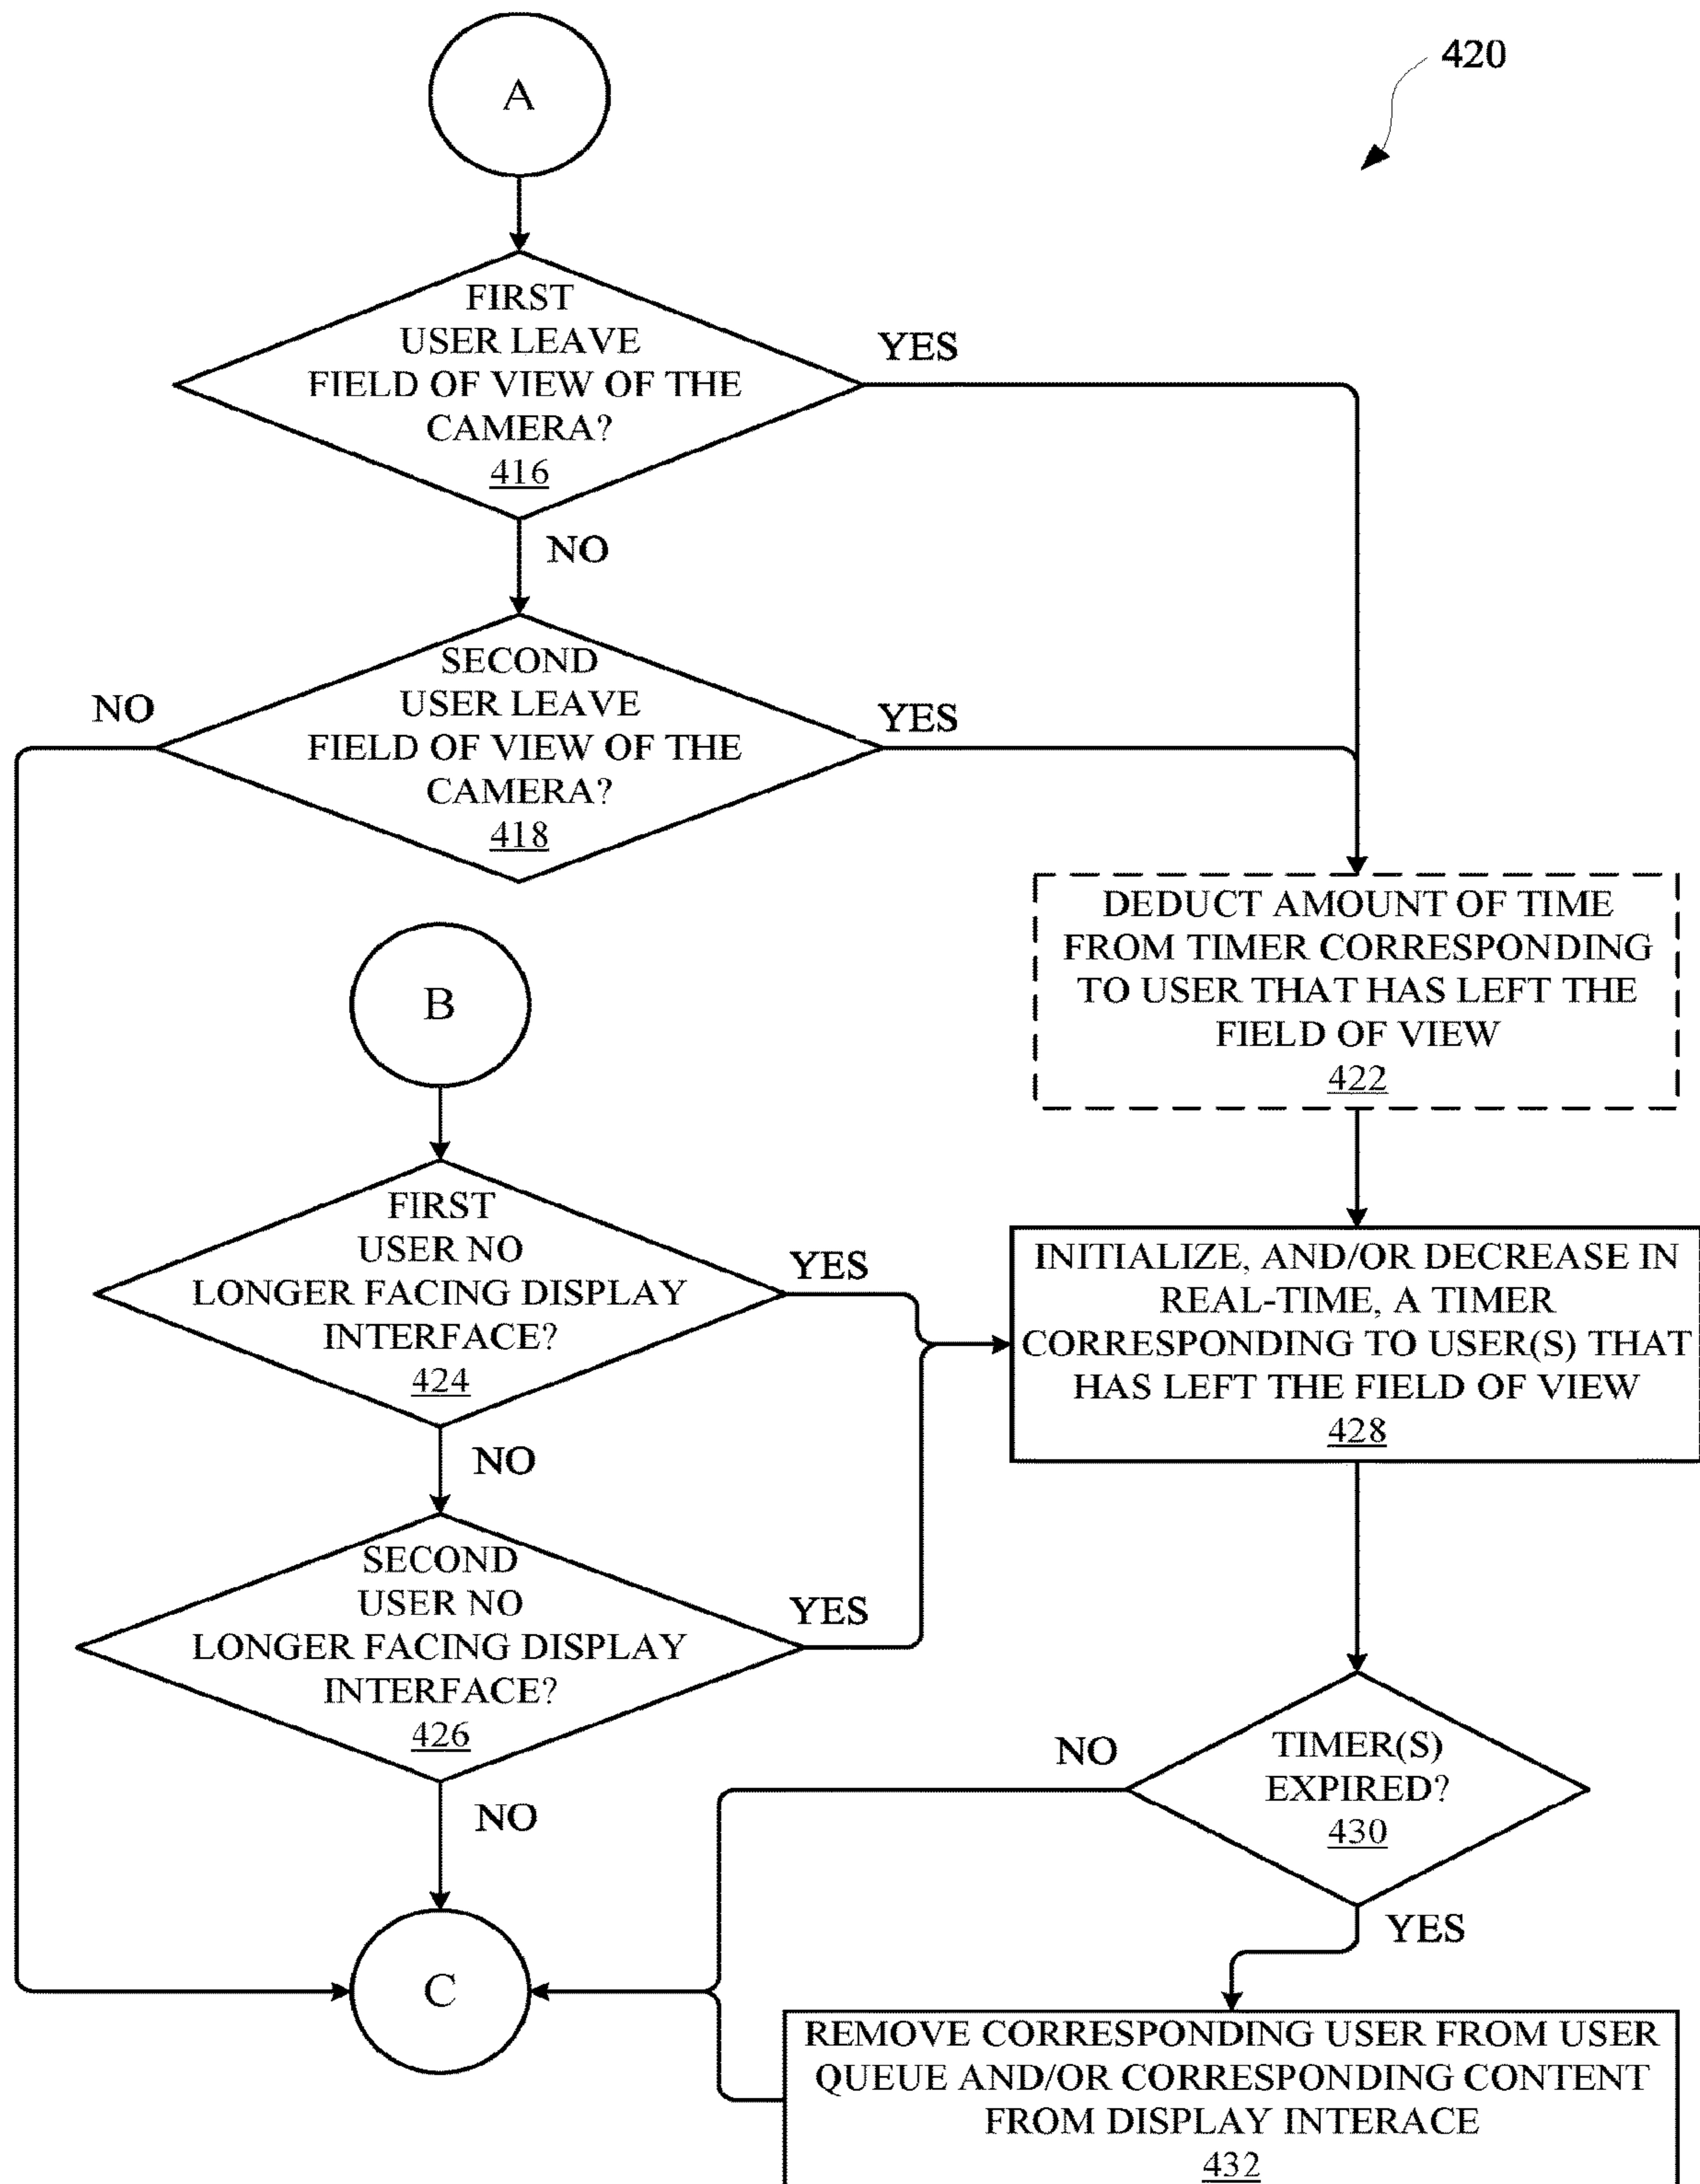 420
A
FIRST
USER LEAVE
FIELD OF VIEW OF THE
CAMERA?
416
YES
NO
SECOND
USER LEAVE
FIELD OF VIEW OF THE
CAMERA?
418
NO
YES
DEDUCT AMOUNT OF TIME
FROM TIMER CORRESPONDING
TO USER THAT HAS LEFT THE
FIELD OF VIEW
422
B
FIRST
USER NO
LONGER FACING DISPLAY
INTERFACE?
424
YES
NO
INITIALIZE, AND/OR DECREASE IN
REAL-TIME, A TIMER
CORRESPONDING TO USER(S) THAT
HAS LEFT THE FIELD OF VIEW
428
SECOND
USER NO
LONGER FACING DISPLAY
INTERFACE?
426
YES
NO
TIMER(S)
EXPIRED?
430
NO
YES
C
REMOVE CORRESPONDING USER FROM USER
QUEUE AND/OR CORRESPONDING CONTENT
FROM DISPLAY INTERACE
432